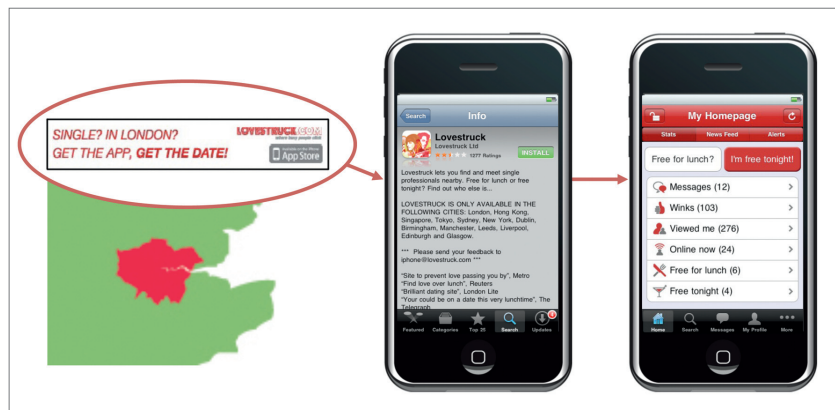 SINGLE? IN LONDON?
GET THE APP, GET THE DATE!
LOVESTRUCK.COM
where busy people click
Available on the iPhone
App Store
Search
Info
Lovestruck
Lovestruck Ltd
1277 Ratings
INSTALL
Lovestruck lets you find and meet single
professionals nearby. Free for lunch or free
tonight? Find out who else is...
LOVESTRUCK IS ONLY AVAILABLE IN THE
FOLLOWING CITIES: London, Hong Kong,
Singapore, Tokyo, Sydney, New York, Dublin,
Birmingham, Manchester, Leeds, Liverpool,
Edinburgh and Glasgow.
*** Please send your feedback to
iphone@lovestruck.com ***
"Site to prevent love passing you by", Metro
"Find love over lunch", Reuters
"Brilliant dating site", London Lite
"Your could be on a date this very lunchtime", The
Telegraph
Featured
Categories
Top 25
Search
Updates
My Homepage
Stats
News Feed
Alerts
Free for lunch?
I'm free tonight!
Messages (12)
Winks (103)
Viewed me (276)
Online now (24)
Free for lunch (6)
Free tonight (4)
Home
Search
Messages
My Profile
More